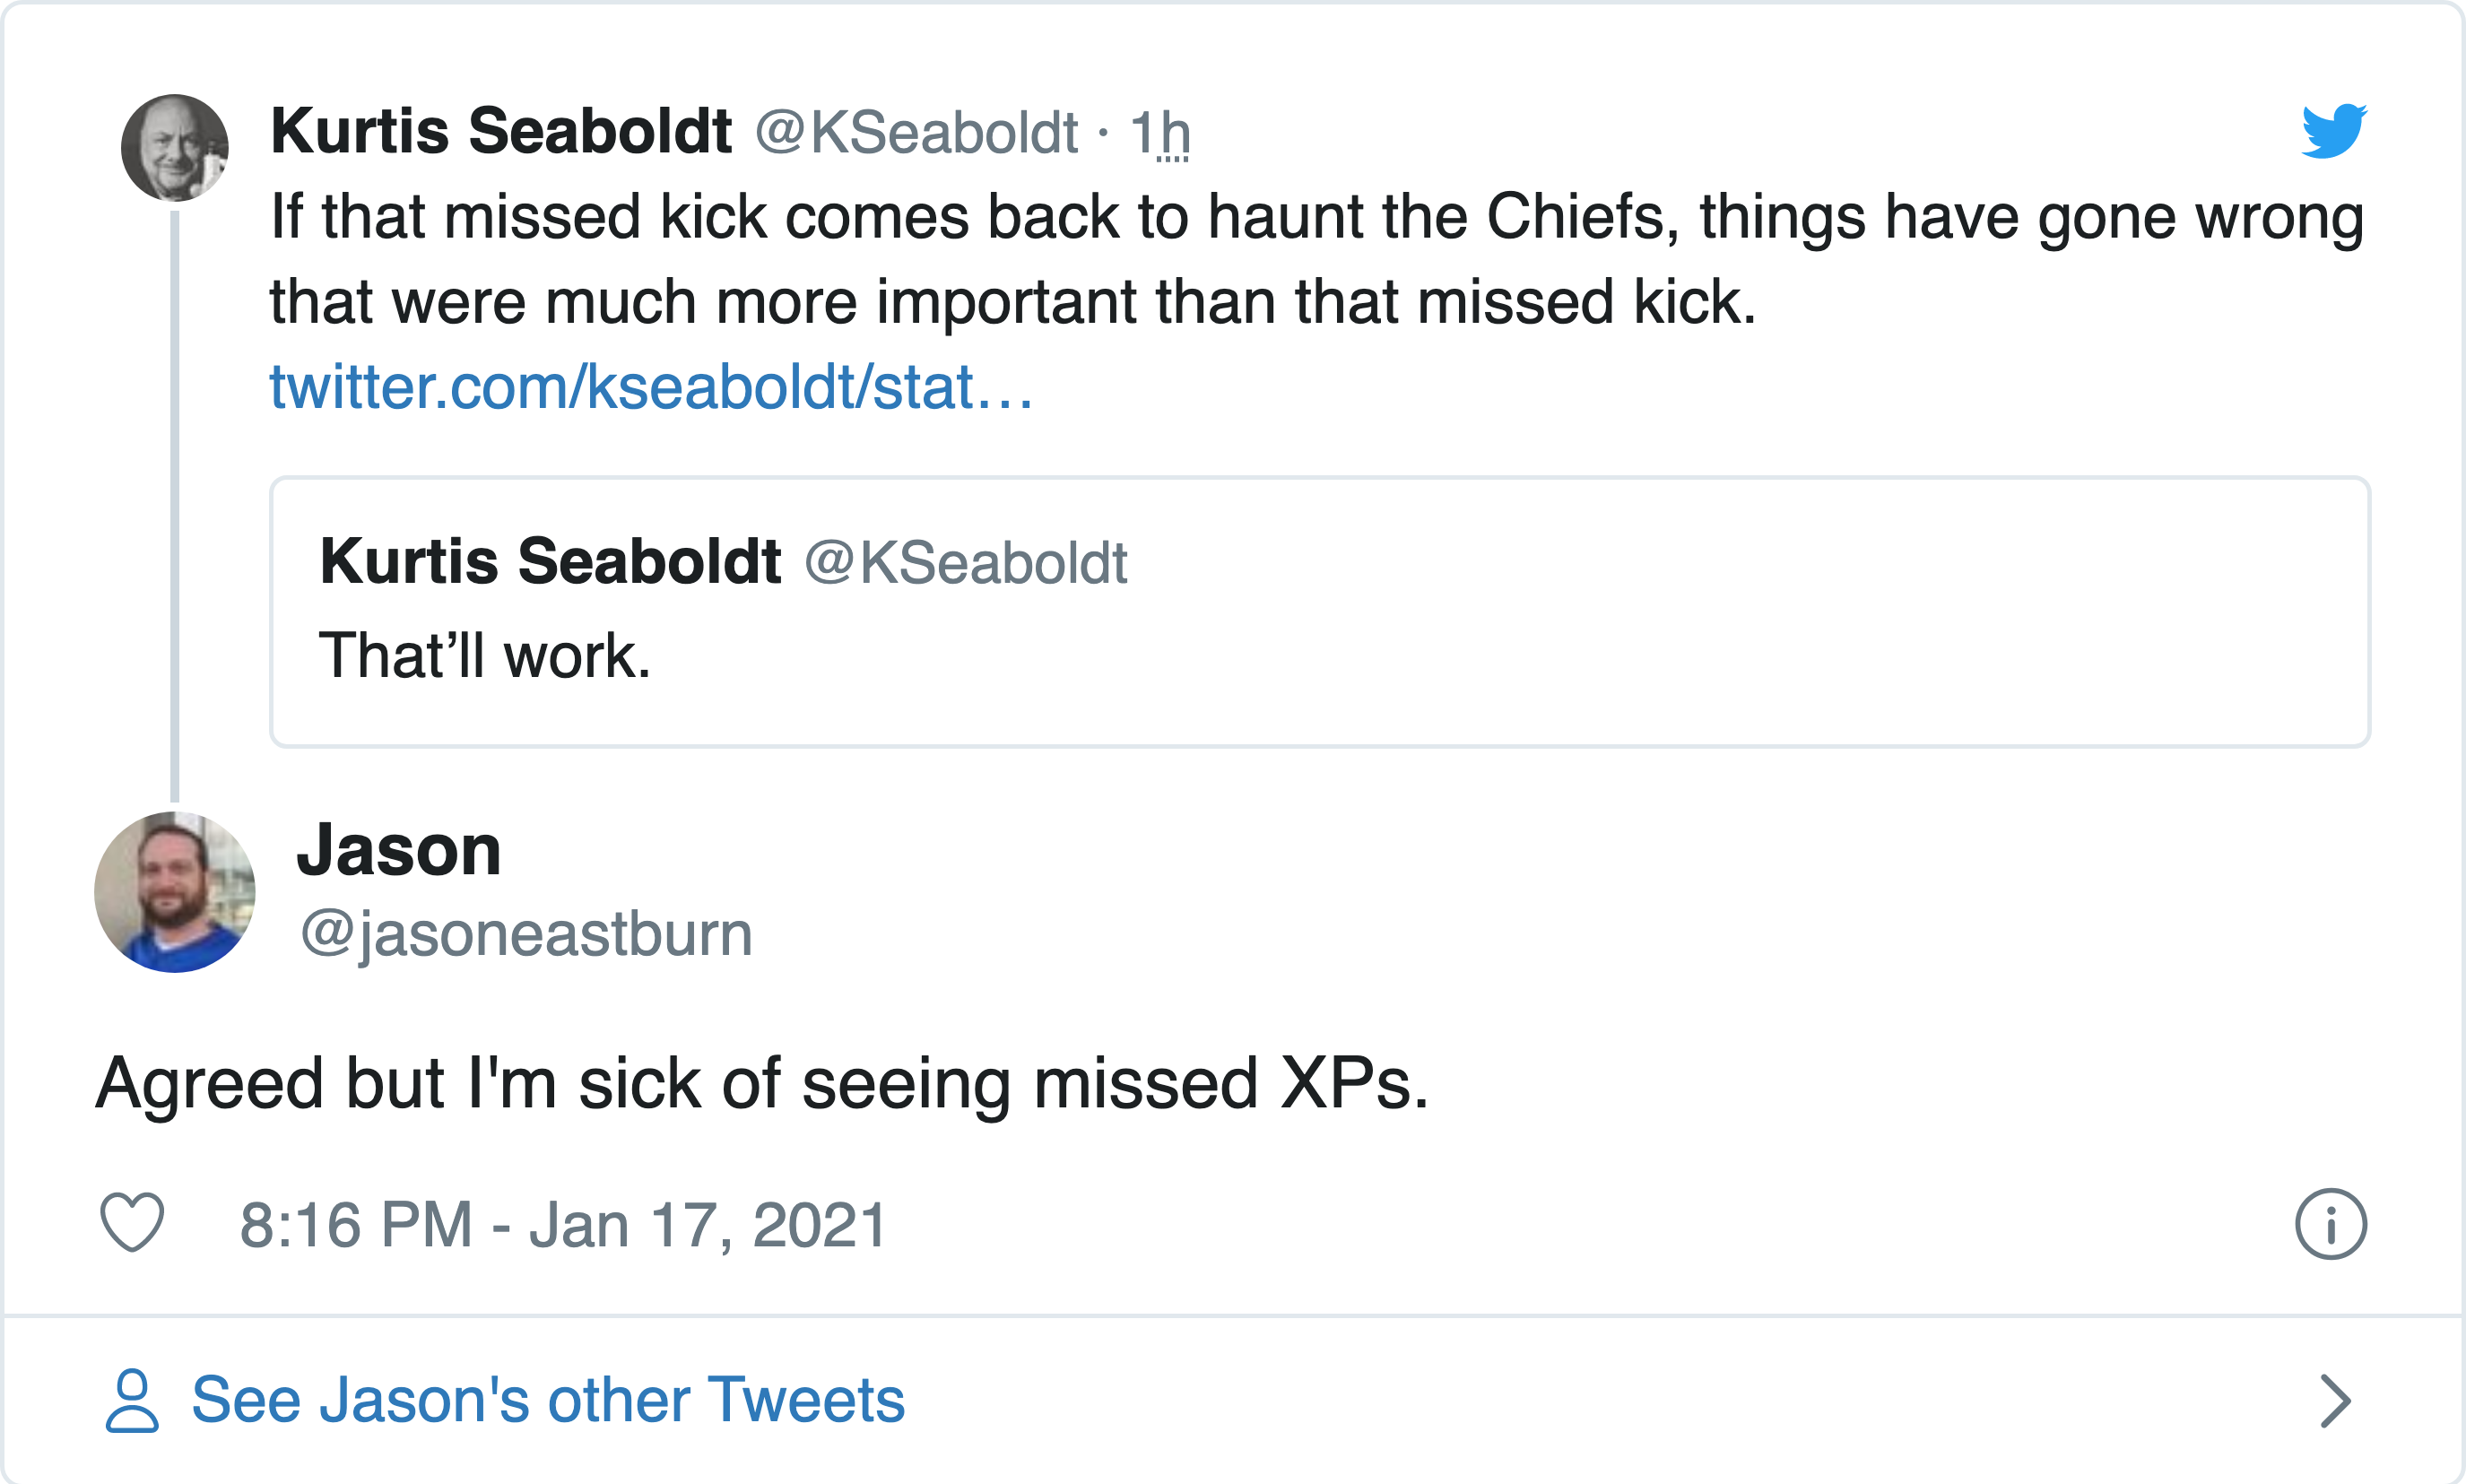 Kurtis Seaboldt @KSeaboldt · 1h
If that missed kick comes back to haunt the Chiefs, things have gone wrong
that were much more important than that missed kick.
twitter.com/kseaboldt/stat…
Kurtis Seaboldt @KSeaboldt
That’ll work.
Jason
@jasoneastburn
Agreed but I'm sick of seeing missed XPs.
8:16 PM - Jan 17, 2021
See Jason's other Tweets